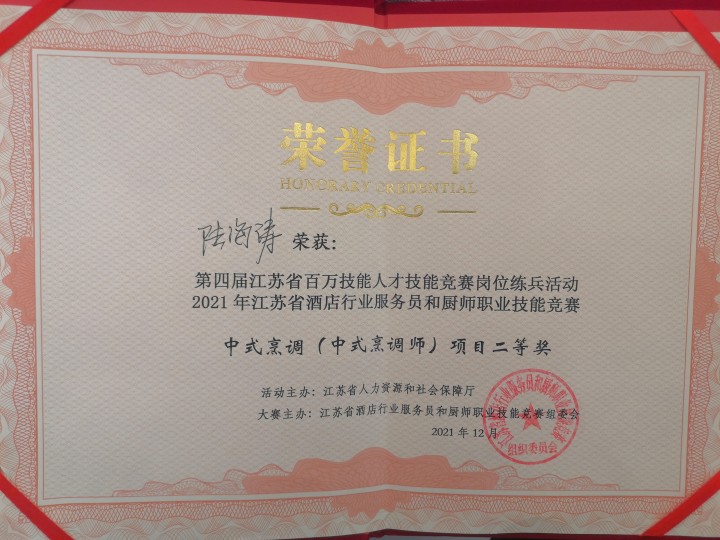 荣誉证书
HONORARY CREDENTIAL
陆海涛 荣获:
第四届江苏省百万技能人才技能竞赛岗位练兵活动
2021年江苏省酒店行业服务员和厨师职业技能竞赛
中式烹调（中式烹调师）项目二等奖
活动主办：江苏省人力资源和社会保障厅
大赛主办：江苏省酒店行业服务员和厨师职业技能竞赛组委会
2021年12月
组织委员会